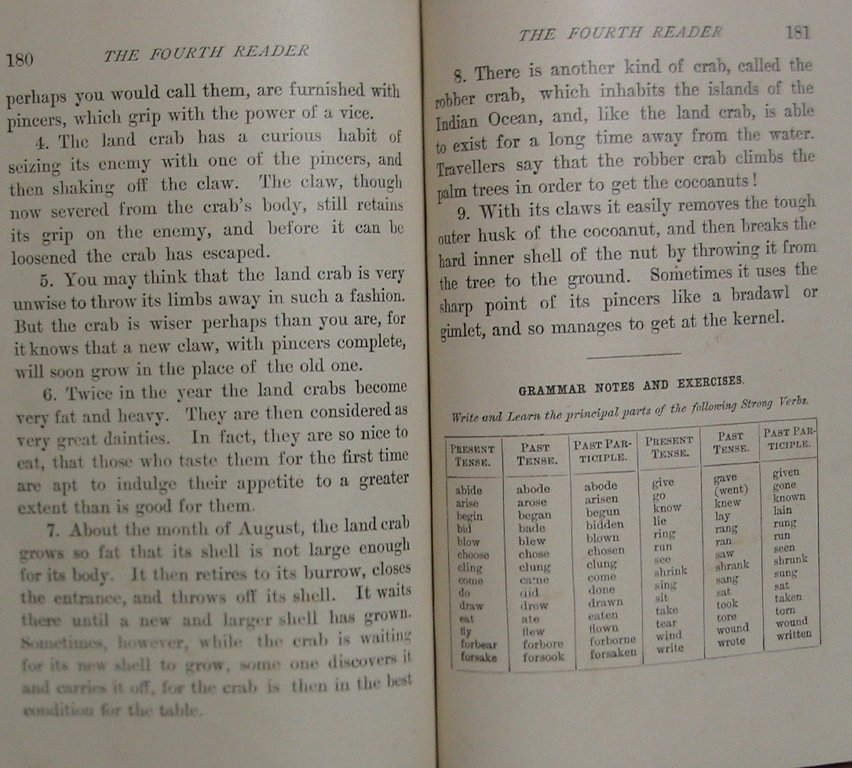 180 THE FOURTH READER
perhaps you would call them, are furnished with
pincers, which grip with the power of a vice.
4. The land crab has a curious habit of
seizing its enemy with one of the pincers, and
then shaking off the claw. The claw, though
now severed from the crab's body, still retains
its grip on the enemy, and before it can be
loosened the crab has escaped.
5. You may think that the land crab is very
unwise to throw its limbs away in such a fashion.
But the crab is wiser perhaps than you are, for
it knows that a new claw, with pincers complete,
will soon grow in the place of the old one.
6. Twice in the year the land crabs become
very fat and heavy. They are then considered as
very great dainties. In fact, they are so nice to
eat, that those who taste them for the first time
are apt to indulge their appetite to a greater
extent than is good for them.
7. About the month of August, the land crab
grows so fat that its shell is not large enough
for its body. It then retires to its burrow, closes
the entrance, and throws off its shell. It waits
there until a new and larger shell has grown.
Sometimes, however, while the crab is waiting
for its new shell to grow, some one discovers it
and carries it off, for the crab is then in the best
condition for the table.
THE FOURTH READER 181
8. There is another kind of crab, called the
robber crab, which inhabits the islands of the
Indian Ocean, and, like the land crab, is able
to exist for a long time away from the water.
Travellers say that the robber crab climbs the
palm trees in order to get the cocoanuts!
9. With its claws it easily removes the tough
outer husk of the cocoanut, and then breaks the
hard inner shell of the nut by throwing it from
the tree to the ground. Sometimes it uses the
sharp point of its pincers like a bradawl or
gimlet, and so manages to get at the kernel.
GRAMMAR NOTES AND EXERCISES.
Write and Learn the principal parts of the following Strong Verbs.
PRESENT TENSE. PAST TENSE. PAST PARTICIPLE. PRESENT TENSE. PAST TENSE. PAST PARTICIPLE.
abide abode abode give gave given
arise arose arisen go (went) gone
begin began begun know knew known
bid bade bidden lie lay lain
blow blew blown ring rang rung
choose chose chosen run ran run
cling clung clung see saw seen
come came come shrink shrank shrunk
do did done sing sang sung
draw drew drawn sit sat sat
eat ate eaten take took taken
fly flew flown tear tore torn
forbear forbore forborne wind wound wound
forsake forsook forsaken write wrote written